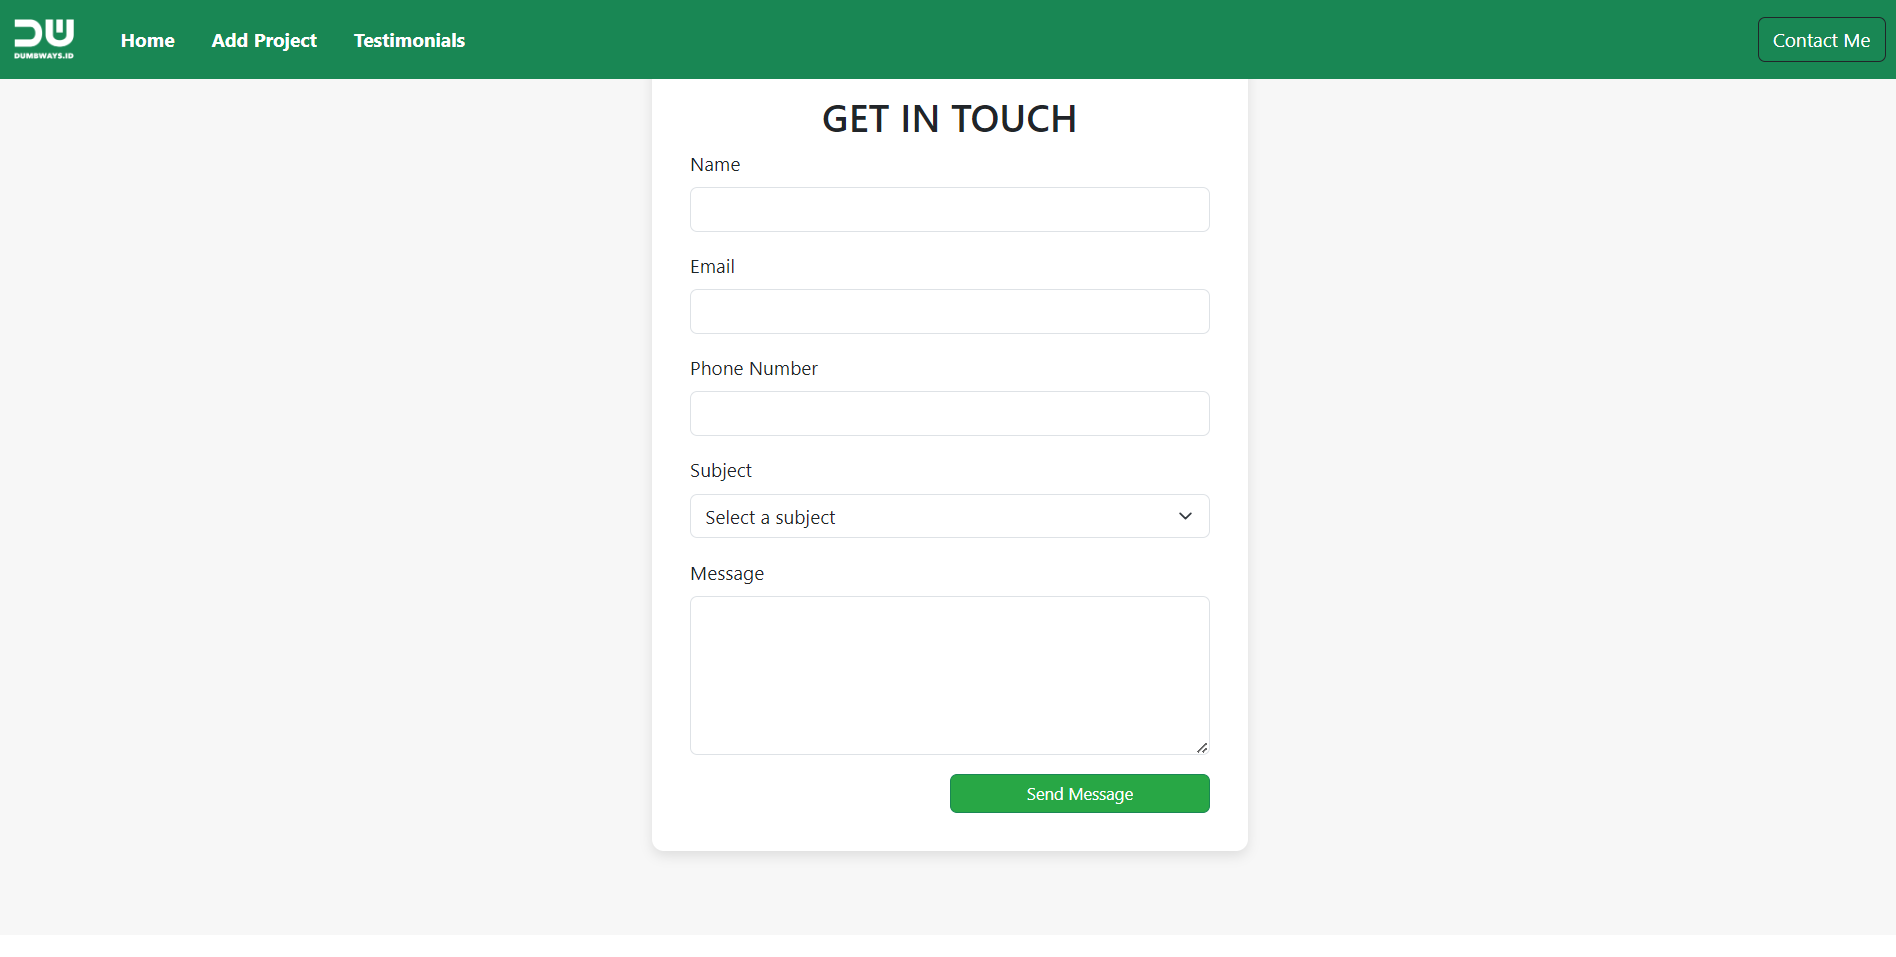 DW
DUMBWAYS.ID
Home
Add Project
Testimonials
Contact Me
GET IN TOUCH
Name
Email
Phone Number
Subject
Select a subject
Message
Send Message